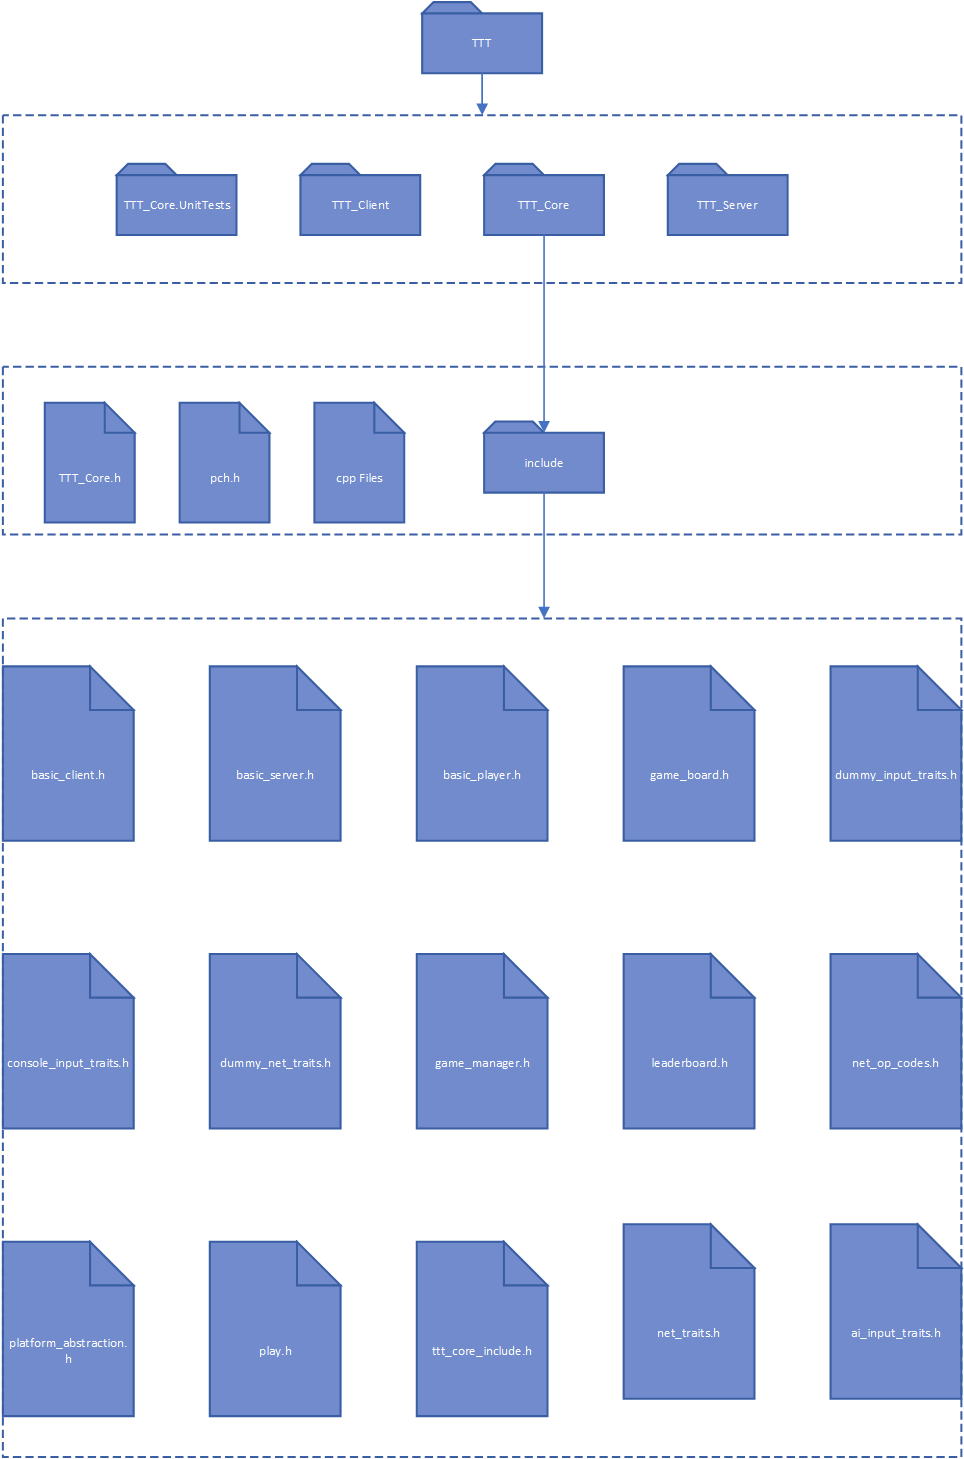 TTT
TTT_Core.UnitTests
TTT_Client
TTT_Core
TTT_Server
TTT_Core.h
pch.h
cpp Files
include
basic_client.h
basic_server.h
basic_player.h
game_board.h
dummy_input_traits.h
console_input_traits.h
dummy_net_traits.h
game_manager.h
leaderboard.h
net_op_codes.h
platform_abstraction.
h
play.h
ttt_core_include.h
net_traits.h
ai_input_traits.h